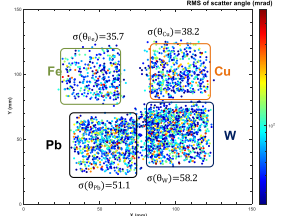 RMS of scatter angle (mrad)
150
σ(θFe)=35.7
σ(θCu)=38.2
Fe
Cu
100
Y (mm)
Pb
W
50
σ(θPb)=51.1
σ(θW)=58.2
0
0
50
100
150
X (mm)